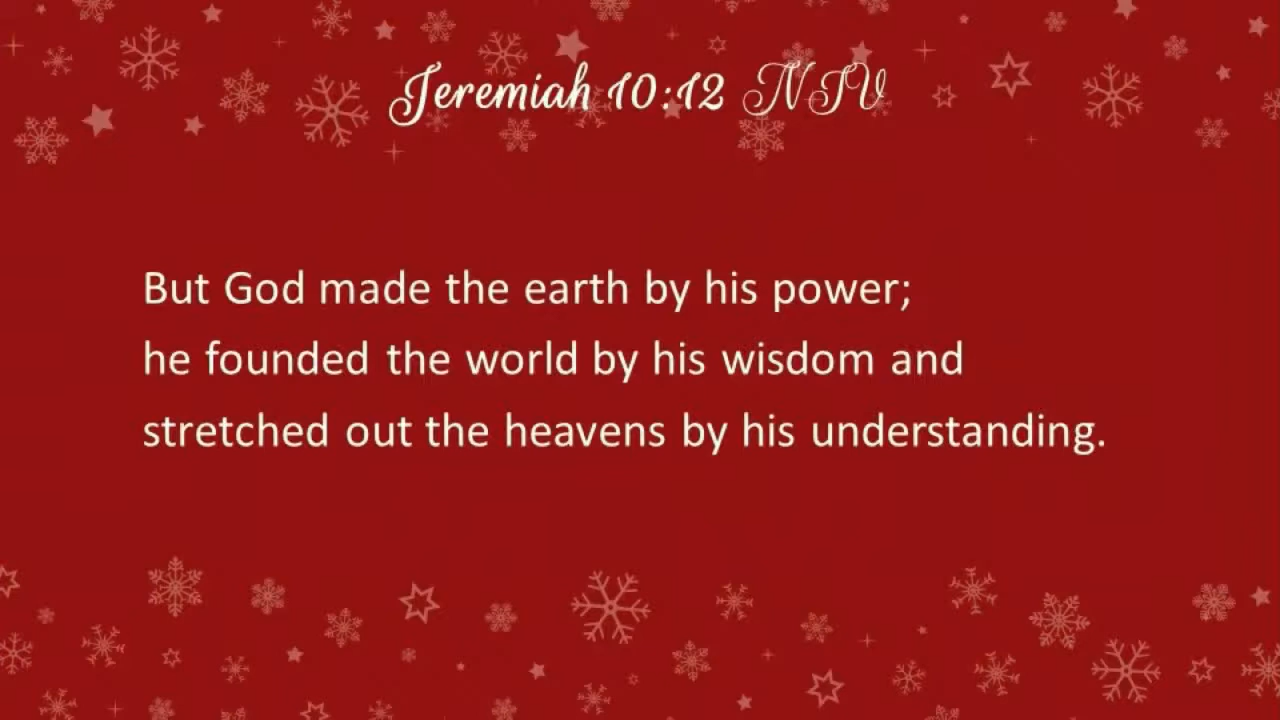 Jeremiah 10:12 NIV
But God made the earth by his power;
he founded the world by his wisdom and
stretched out the heavens by his understanding.